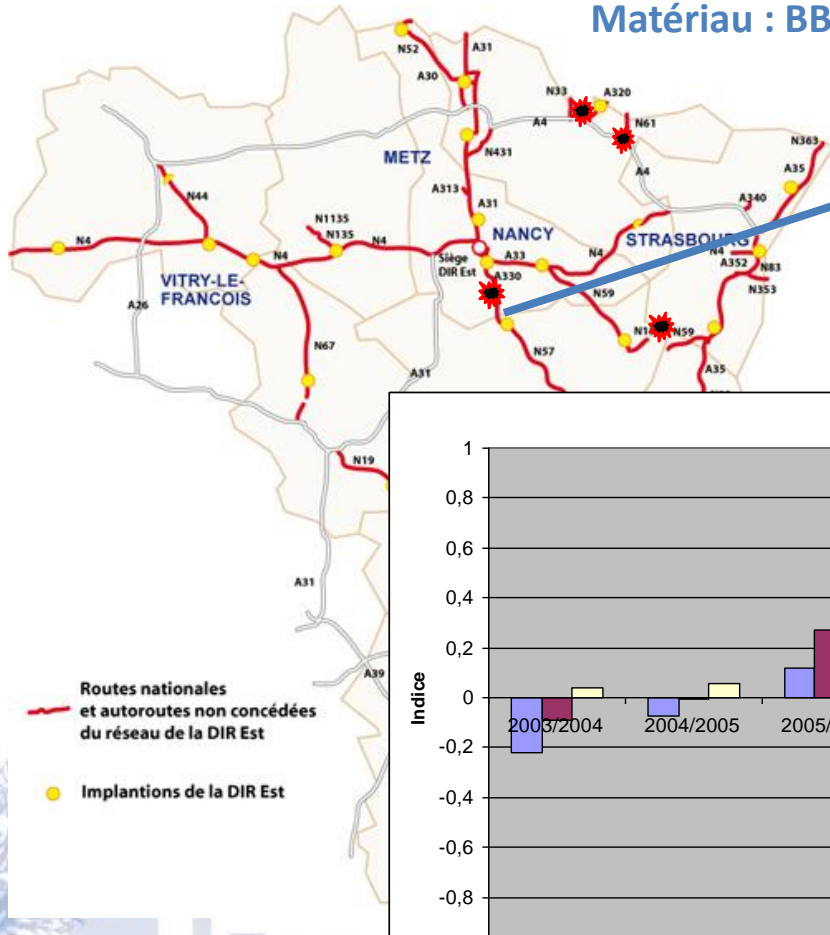 Matériau : BB
N52
A31
A30
N33
A320
A4
N61
N363
METZ
N431
A4
A35
N44
A313
A340
N1135
A31
N135
N4
N4
NANCY
STRASBOURG
N4
Siège
DIR Est
A33
N4
N4
N83
A352
VITRY-LE-
FRANCOIS
A330
N59
N353
A26
N59
N67
A31
N57
A35
N19
A31
A39
Routes nationales
et autoroutes non concédées
du réseau de la DIR Est
Implantions de la DIR Est
Indice
1
0,8
0,6
0,4
0,2
0
-0,2
-0,4
-0,6
-0,8
2003/2004
2004/2005
2005/